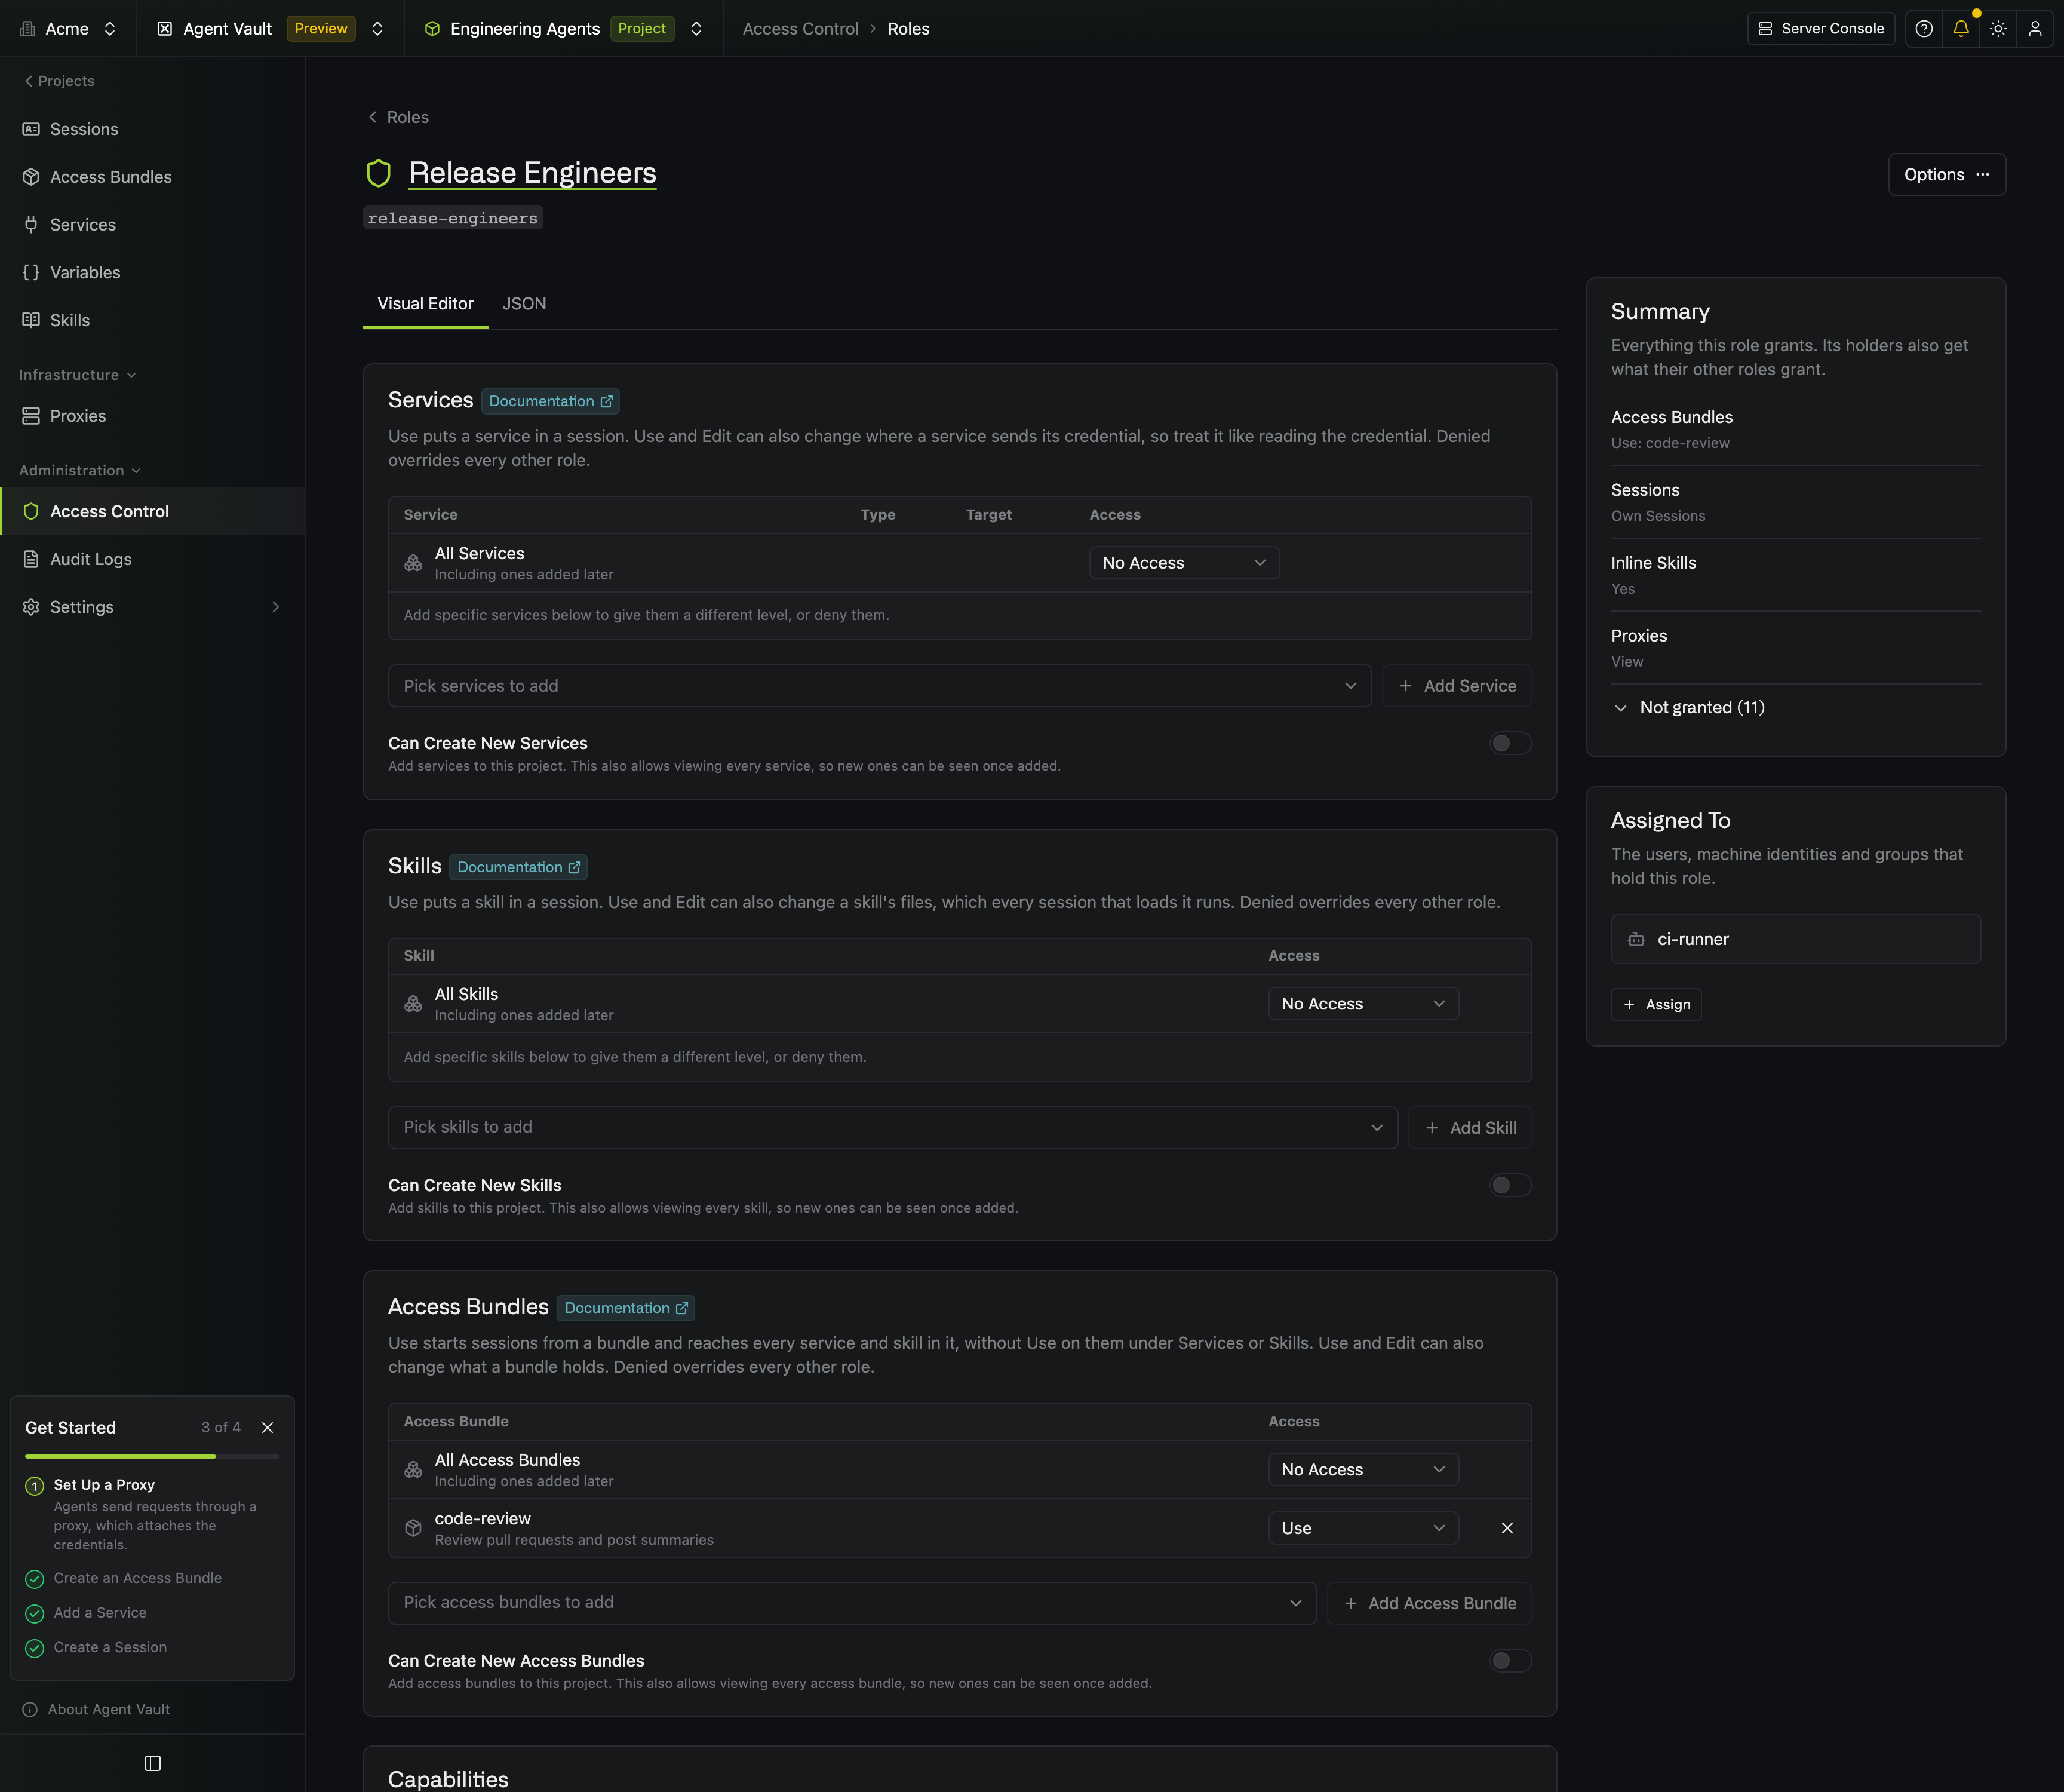 Acme
Agent Vault Preview
Engineering Agents Project
Access Control > Roles
Server Console
Projects
Sessions
Access Bundles
Services
Variables
Skills
Infrastructure
Proxies
Administration
Access Control
Audit Logs
Settings
Get Started 3 of 4
1 Set Up a Proxy
Agents send requests through a
proxy, which attaches the
credentials.
Create an Access Bundle
Add a Service
Create a Session
About Agent Vault
Roles
Release Engineers
release-engineers
Options ···
Visual Editor JSON
Services Documentation
Use puts a service in a session. Use and Edit can also change where a service sends its credential, so treat it like reading the credential. Denied
overrides every other role.
Service Type Target Access
All Services
Including ones added later
No Access
Add specific services below to give them a different level, or deny them.
Pick services to add
+ Add Service
Can Create New Services
Add services to this project. This also allows viewing every service, so new ones can be seen once added.
Skills Documentation
Use puts a skill in a session. Use and Edit can also change a skill's files, which every session that loads it runs. Denied overrides every other role.
Skill Access
All Skills
Including ones added later
No Access
Add specific skills below to give them a different level, or deny them.
Pick skills to add
+ Add Skill
Can Create New Skills
Add skills to this project. This also allows viewing every skill, so new ones can be seen once added.
Access Bundles Documentation
Use starts sessions from a bundle and reaches every service and skill in it, without Use on them under Services or Skills. Use and Edit can also
change what a bundle holds. Denied overrides every other role.
Access Bundle Access
All Access Bundles
Including ones added later
No Access
code-review
Review pull requests and post summaries
Use
Pick access bundles to add
+ Add Access Bundle
Can Create New Access Bundles
Add access bundles to this project. This also allows viewing every access bundle, so new ones can be seen once added.
Capabilities
Summary
Everything this role grants. Its holders also get
what their other roles grant.
Access Bundles
Use: code-review
Sessions
Own Sessions
Inline Skills
Yes
Proxies
View
Not granted (11)
Assigned To
The users, machine identities and groups that
hold this role.
ci-runner
+ Assign